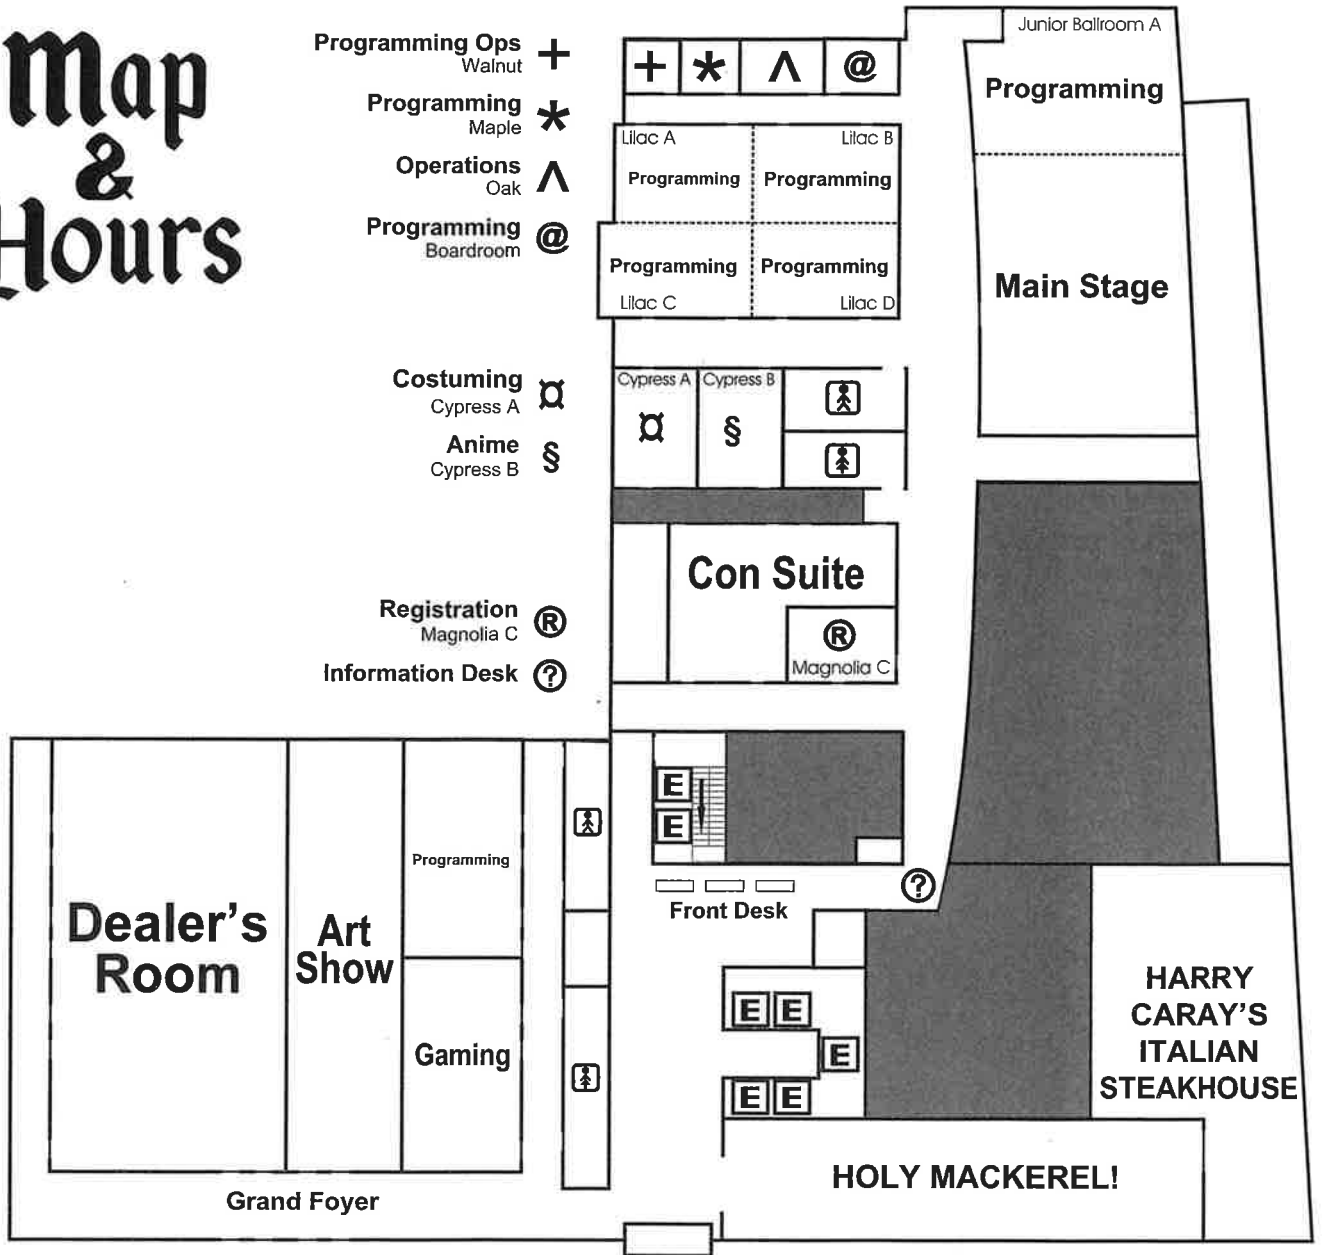 Map
&
Hours
Programming Ops +
Walnut
Programming *
Maple
Operations Λ
Oak
Programming @
Boardroom
Costuming ¤
Cypress A
Anime §
Cypress B
Registration ®
Magnolia C
Information Desk ?
+ * Λ @
Junior Ballroom A
Programming
Lilac A Lilac B
Programming Programming
Programming Programming
Lilac C Lilac D
Main Stage
Cypress A Cypress B
¤ §
Con Suite
®
Magnolia C
E
E
Front Desk
?
Dealer's
Room
Art
Show
Programming
Gaming
Grand Foyer
E E
E
E E
HARRY
CARAY'S
ITALIAN
STEAKHOUSE
HOLY MACKEREL!